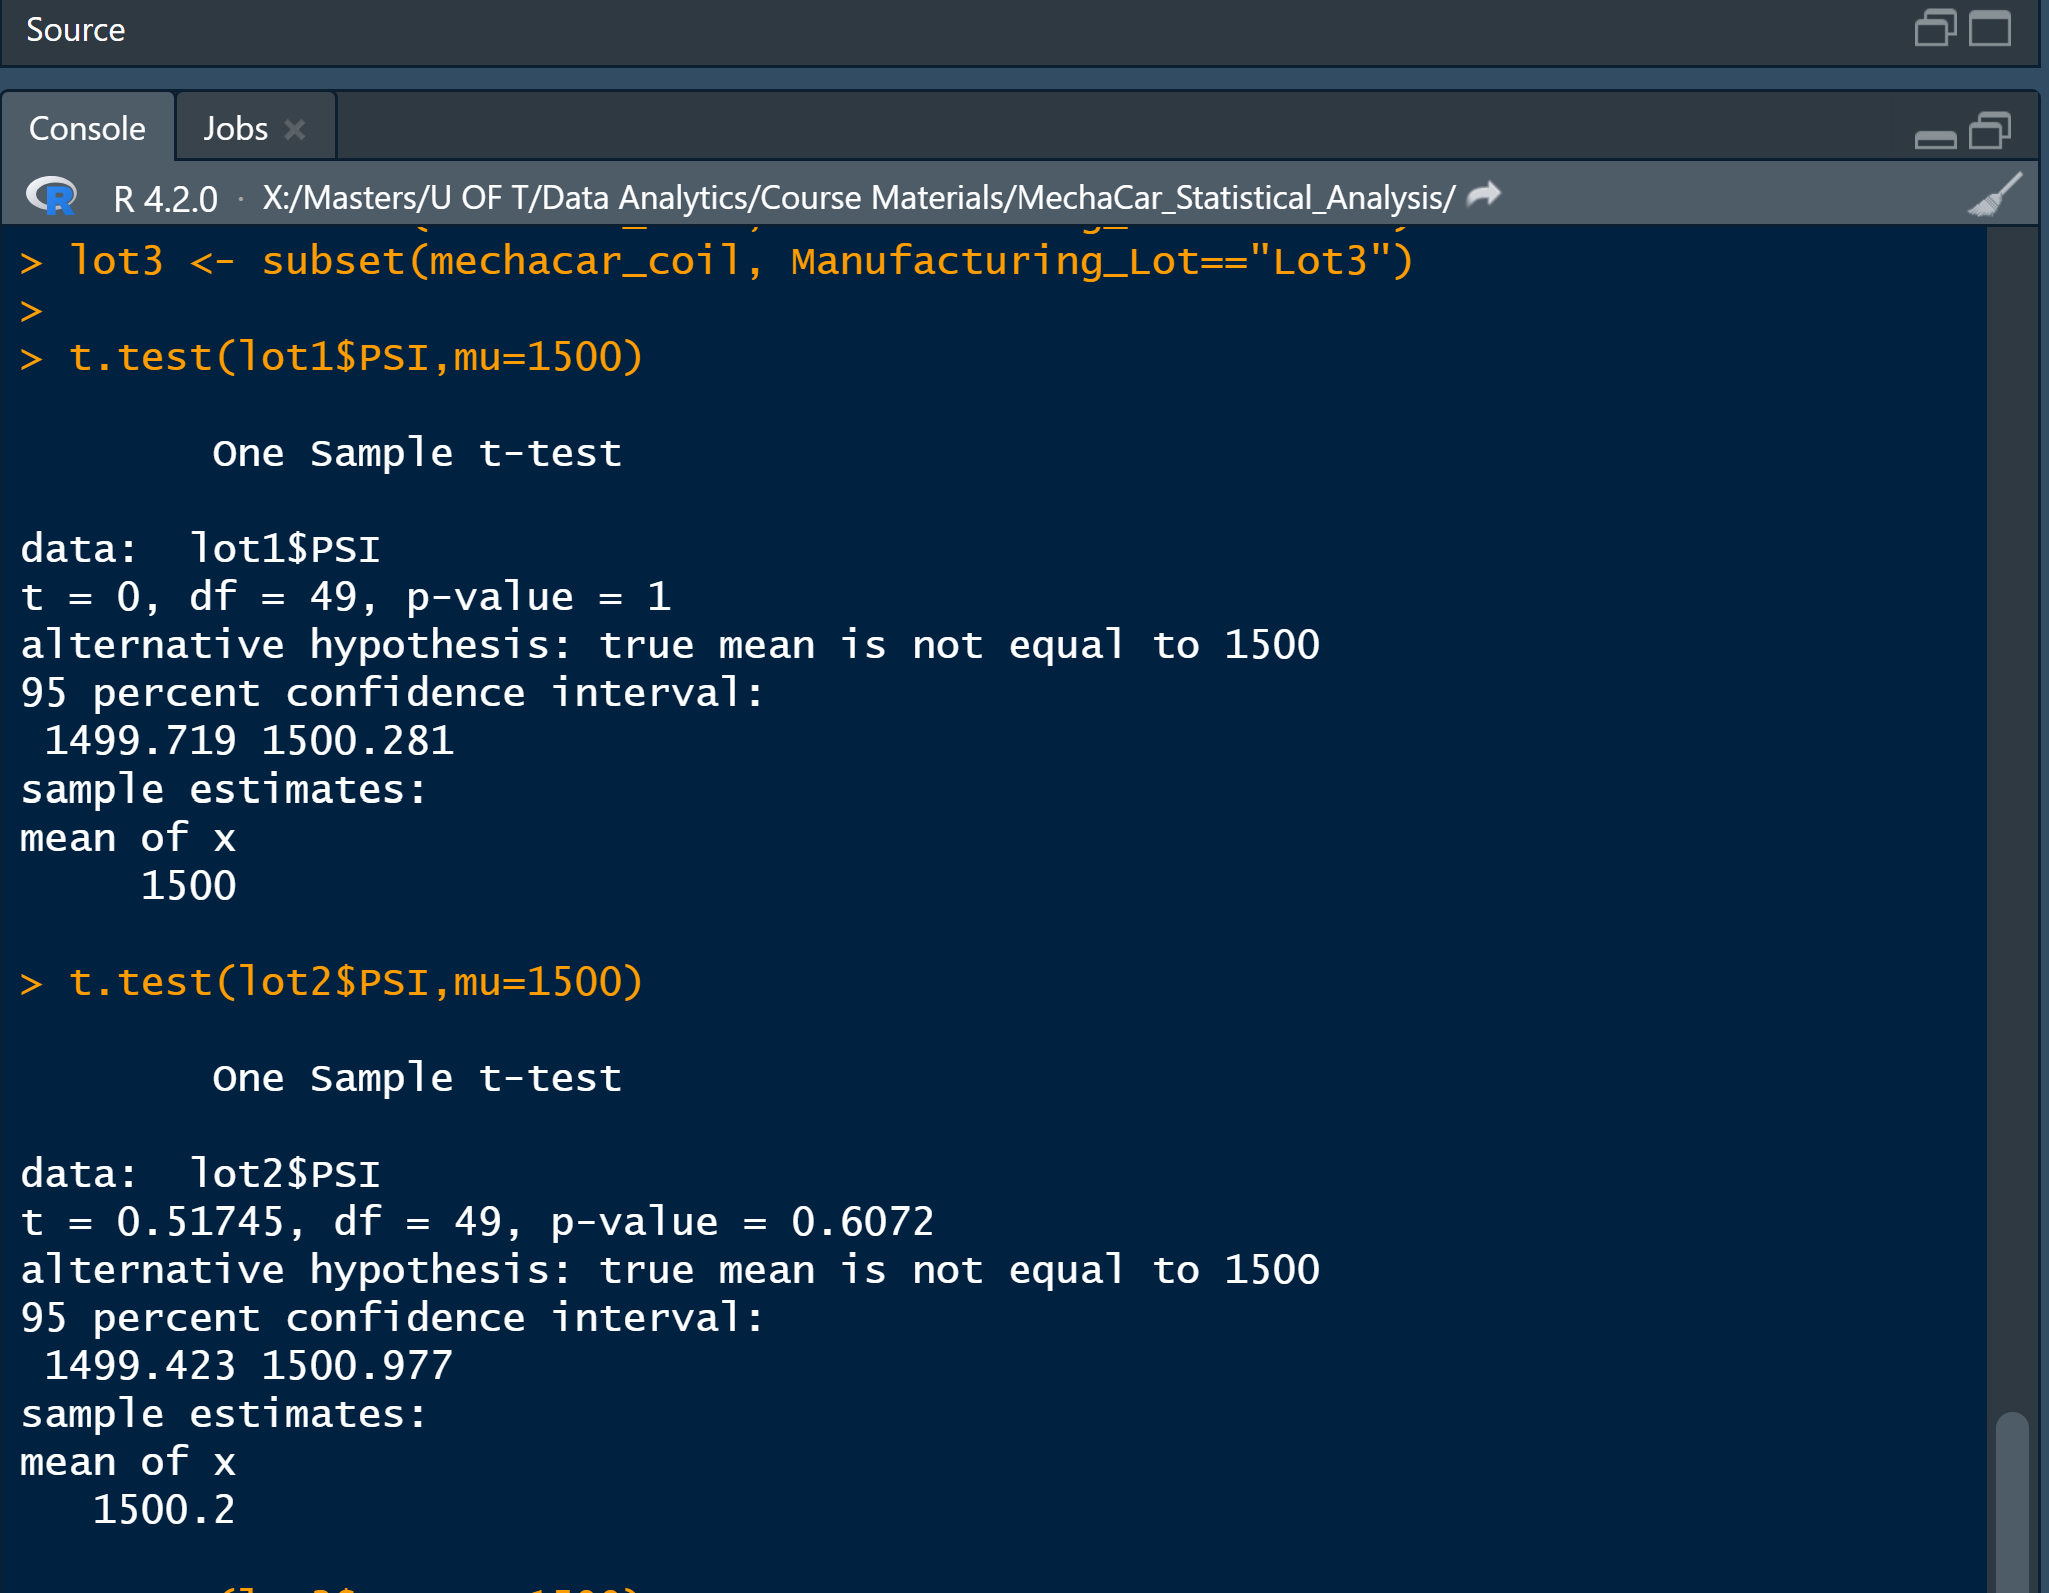 Source
Console Jobs
R R 4.2.0 · X:/Masters/U OF T/Data Analytics/Course Materials/MechaCar_Statistical_Analysis/
> lot3 <- subset(mechacar_coil, Manufacturing_Lot=="Lot3")
>
> t.test(lot1$PSI,mu=1500)
One Sample t-test
data:  lot1$PSI
t = 0, df = 49, p-value = 1
alternative hypothesis: true mean is not equal to 1500
95 percent confidence interval:
1499.719 1500.281
sample estimates:
mean of x
1500
> t.test(lot2$PSI,mu=1500)
One Sample t-test
data:  lot2$PSI
t = 0.51745, df = 49, p-value = 0.6072
alternative hypothesis: true mean is not equal to 1500
95 percent confidence interval:
1499.423 1500.977
sample estimates:
mean of x
1500.2